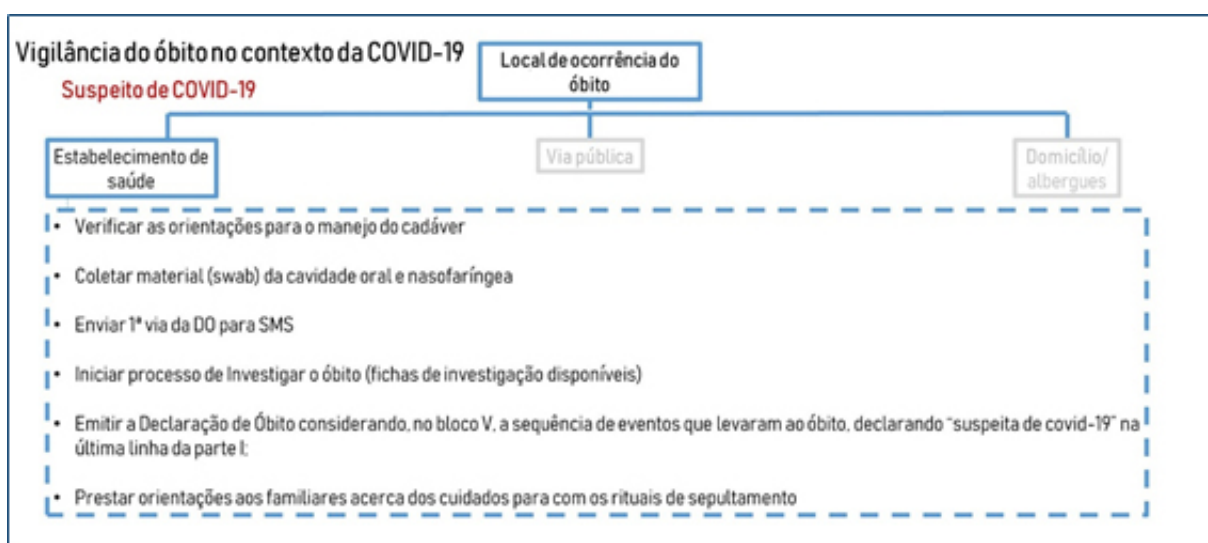 Vigilância do óbito no contexto da COVID-19
Suspeito de COVID-19
Local de ocorrência do
óbito
Estabelecimento de
saúde
Via pública
Domicílio/
albergues
• Verificar as orientações para o manejo do cadáver
• Coletar material (swab) da cavidade oral e nasofaríngea
• Enviar 1ª via da DO para SMS
• Iniciar processo de Investigar o óbito (fichas de investigação disponíveis)
• Emitir a Declaração de Óbito considerando, no bloco V, a sequência de eventos que levaram ao óbito, declarando "suspeita de covid-19" na
última linha da parte I;
• Prestar orientações aos familiares acerca dos cuidados para com os rituais de sepultamento